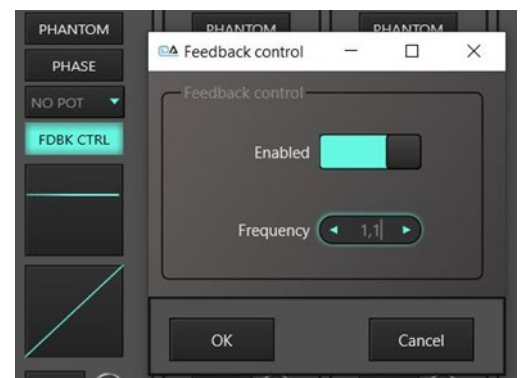 PHANTOM
PHANTOM
PHANTOM
PHASE
NO POT
FDBK CTRL
Feedback control
Feedback control
Enabled
Frequency
1,1
OK
Cancel